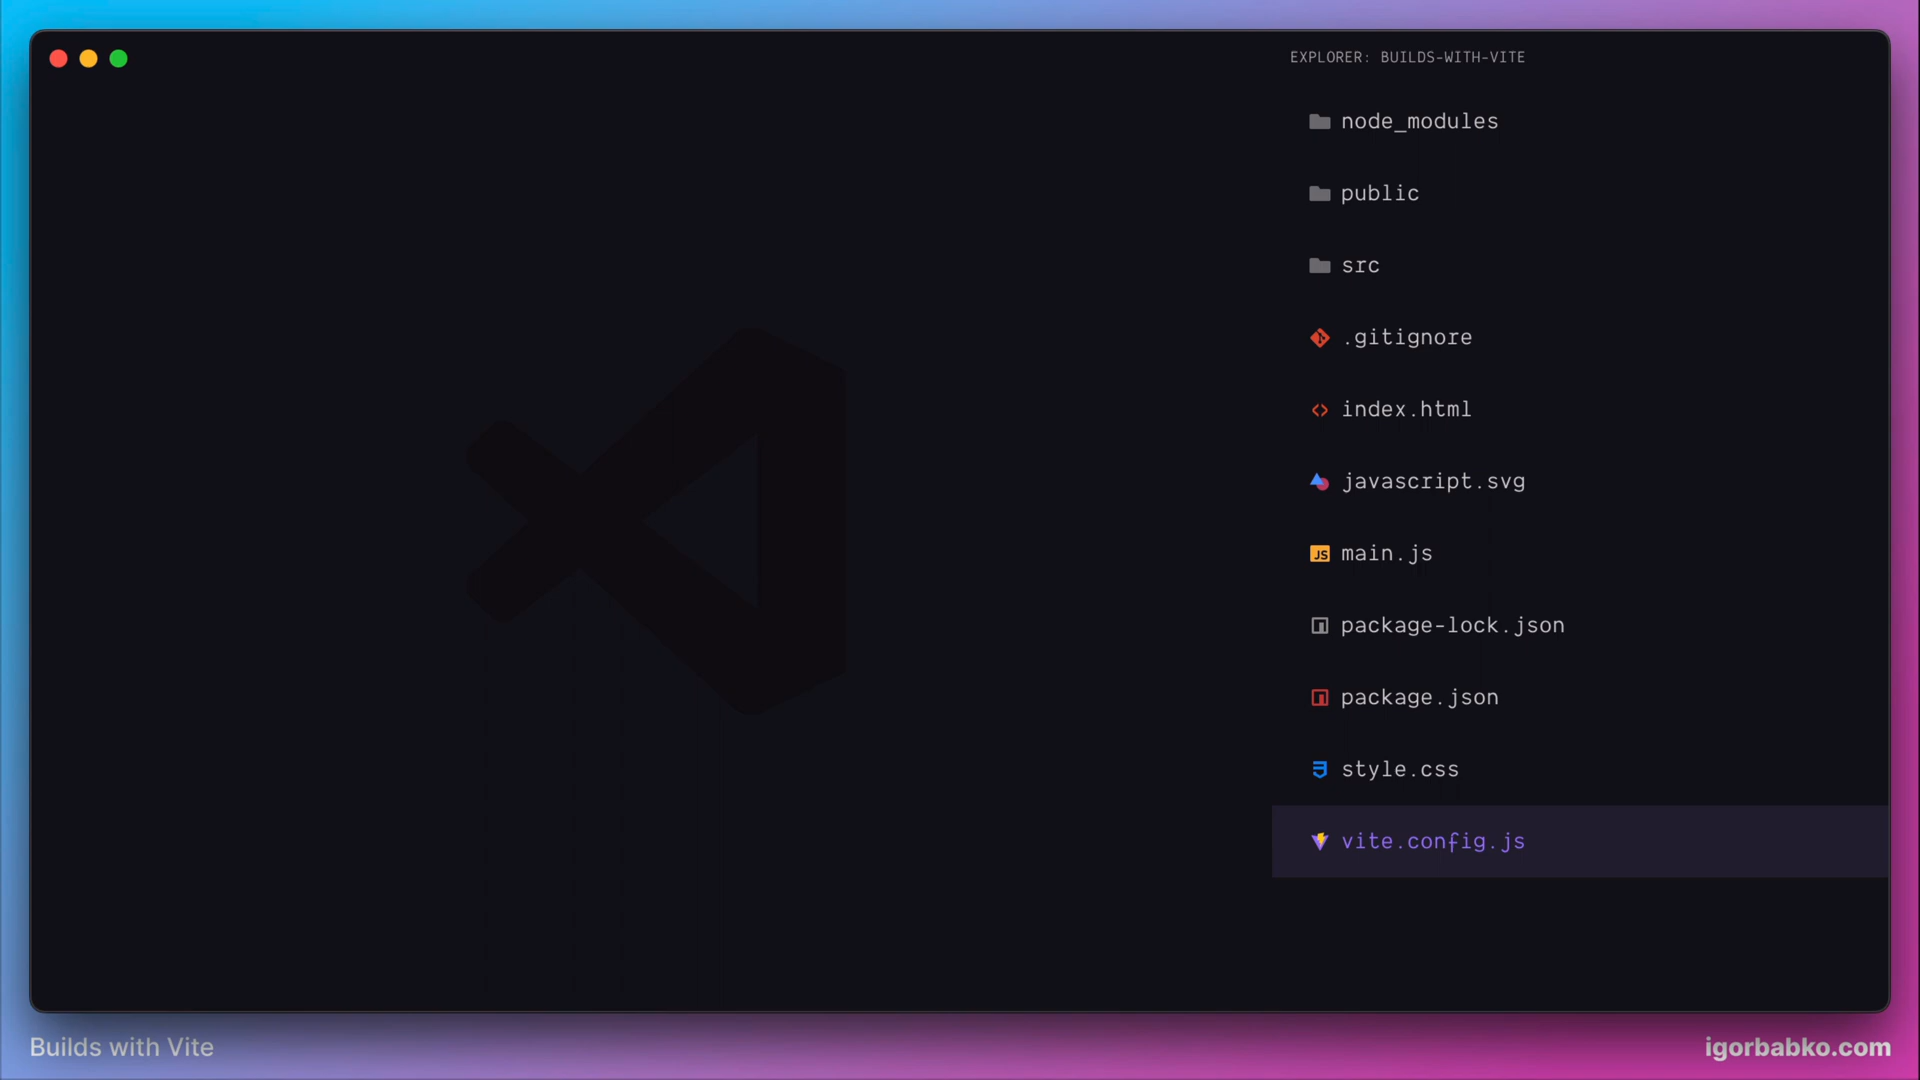 EXPLORER: BUILDS-WITH-VITE
node_modules
public
src
.gitignore
index.html
javascript.svg
JS main.js
package-lock.json
package.json
style.css
vite.config.js
Builds with Vite
igorbabko.com